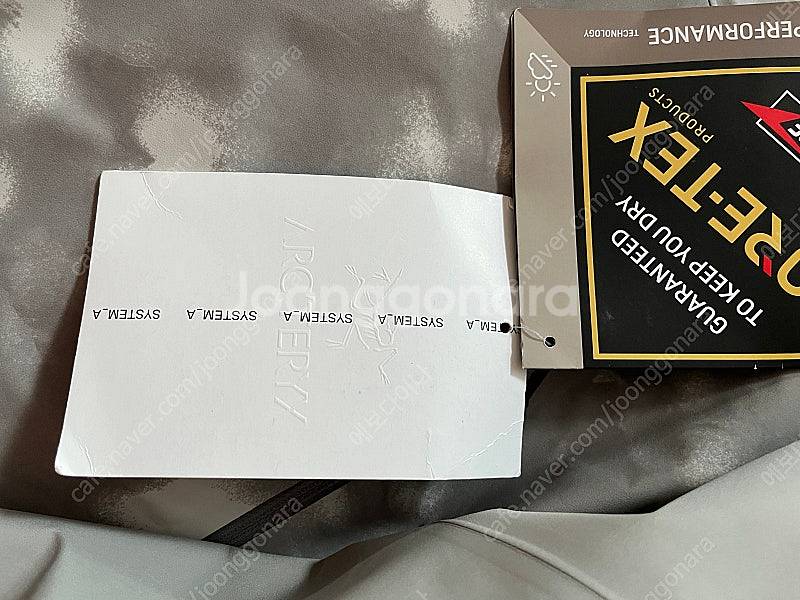 PERFORMANCE TECHNOLOGY
GORE-TEX
PRODUCTS
GUARANTEED
TO KEEP YOU DRY
SYSTEM_A SYSTEM_A SYSTEM_A SYSTEM_A
ARC'TERYX
Joonggonara
cafe.naver.com/joonggonara